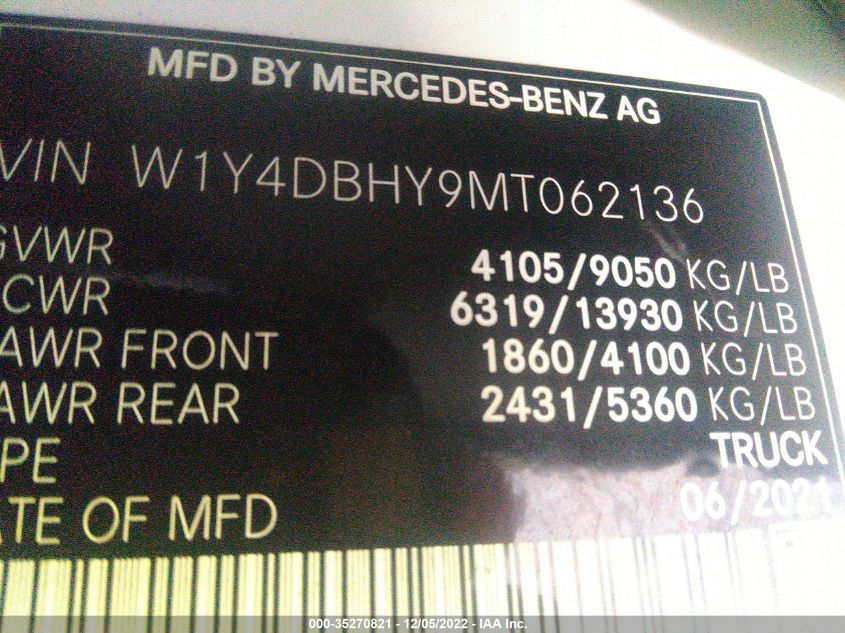 MFD BY MERCEDES-BENZ AG
VIN W1Y4DBHY9MT062136
GVWR 4105/9050 KG/LB
CWR 6319/13930 KG/LB
AWR FRONT 1860/4100 KG/LB
AWR REAR 2431/5360 KG/LB
PE TRUCK
ATE OF MFD 06/2021
000-35270821 - 12/05/2022 - IAA Inc.